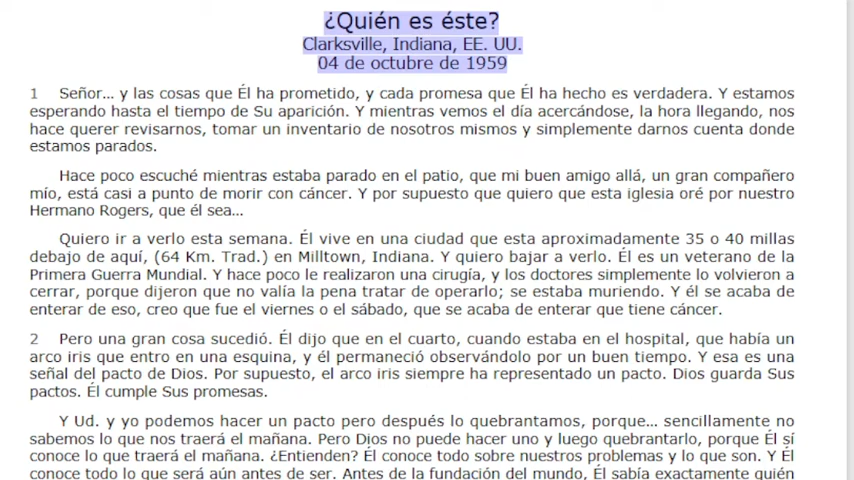 ¿Quién es éste?
Clarksville, Indiana, EE. UU.
04 de octubre de 1959
1 Señor... y las cosas que Él ha prometido, y cada promesa que Él ha hecho es verdadera. Y estamos
esperando hasta el tiempo de Su aparición. Y mientras vemos el día acercándose, la hora llegando, nos
hace querer revisarnos, tomar un inventario de nosotros mismos y simplemente darnos cuenta donde
estamos parados.
Hace poco escuché mientras estaba parado en el patio, que mi buen amigo allá, un gran compañero
mío, está casi a punto de morir con cáncer. Y por supuesto que quiero que esta iglesia oré por nuestro
Hermano Rogers, que él sea...
Quiero ir a verlo esta semana. Él vive en una ciudad que esta aproximadamente 35 o 40 millas
debajo de aquí, (64 Km. Trad.) en Milltown, Indiana. Y quiero bajar a verlo. Él es un veterano de la
Primera Guerra Mundial. Y hace poco le realizaron una cirugía, y los doctores simplemente lo volvieron a
cerrar, porque dijeron que no valía la pena tratar de operarlo; se estaba muriendo. Y él se acaba de
enterar de eso, creo que fue el viernes o el sábado, que se acaba de enterar que tiene cáncer.
2 Pero una gran cosa sucedió. Él dijo que en el cuarto, cuando estaba en el hospital, que había un
arco iris que entro en una esquina, y él permaneció observándolo por un buen tiempo. Y esa es una
señal del pacto de Dios. Por supuesto, el arco iris siempre ha representado un pacto. Dios guarda Sus
pactos. Él cumple Sus promesas.
Y Ud. y yo podemos hacer un pacto pero después lo quebrantamos, porque... sencillamente no
sabemos lo que nos traerá el mañana. Pero Dios no puede hacer uno y luego quebrantarlo, porque Él sí
conoce lo que traerá el mañana. ¿Entienden? Él conoce todo sobre nuestros problemas y lo que son. Y Él
conoce todo lo que será aún antes de ser. Antes de la fundación del mundo, Él sabía exactamente quién